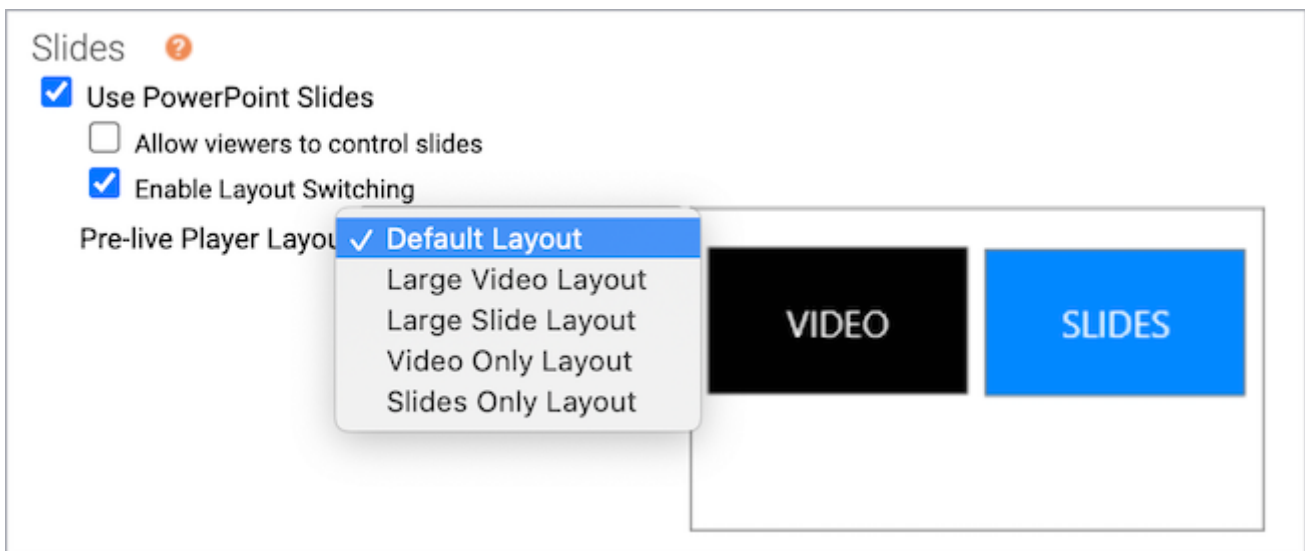 Slides ?
Use PowerPoint Slides
Allow viewers to control slides
Enable Layout Switching
Pre-live Player Layou
✓ Default Layout
Large Video Layout
Large Slide Layout
Video Only Layout
Slides Only Layout
VIDEO
SLIDES